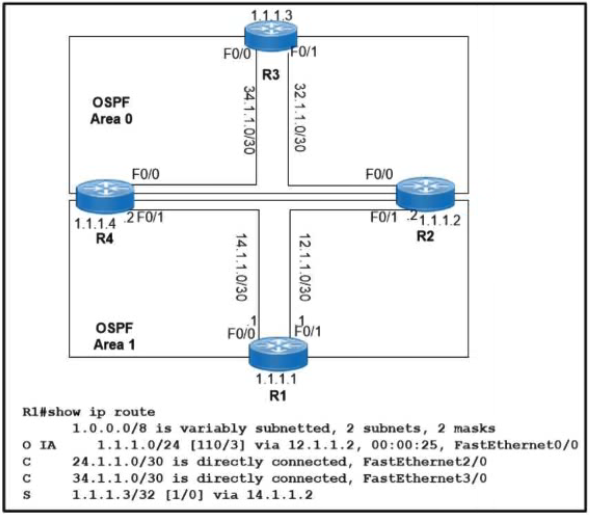 1.1.1.3
F0/0
F0/1
R3
OSPF
Area 0
34.1.1.0/30
32.1.1.0/30
F0/0
F0/0
1.1.1.4
.2
F0/1
F0/1
.2
1.1.1.2
R4
R2
14.1.1.0/30
12.1.1.0/30
OSPF
Area 1
.1
.1
F0/0
F0/1
1.1.1.1
R1
R1#show ip route
1.0.0.0/8 is variably subnetted, 2 subnets, 2 masks
O IA 1.1.1.0/24 [110/3] via 12.1.1.2, 00:00:25, FastEthernet0/0
C 24.1.1.0/30 is directly connected, FastEthernet2/0
C 34.1.1.0/30 is directly connected, FastEthernet3/0
S 1.1.1.3/32 [1/0] via 14.1.1.2